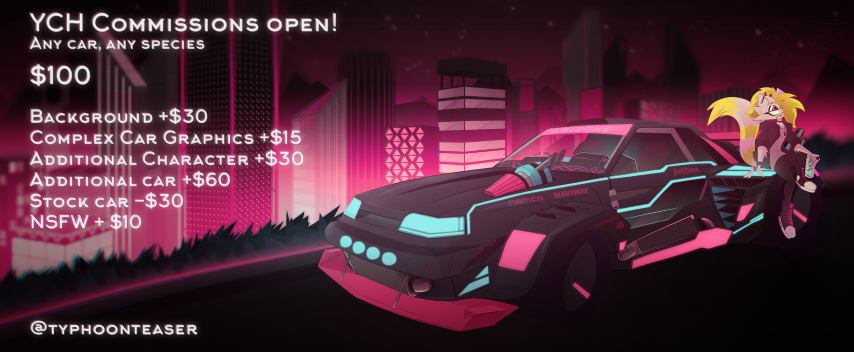 YCH Commissions open!
Any car, any species
$100
Background +$30
Complex Car Graphics +$15
Additional Character +$30
Additional car +$60
Stock car -$30
NSFW + $10
namco
@typhoonteaser